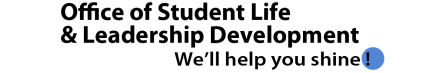 Office of Student Life
& Leadership Development
We'll help you shine!